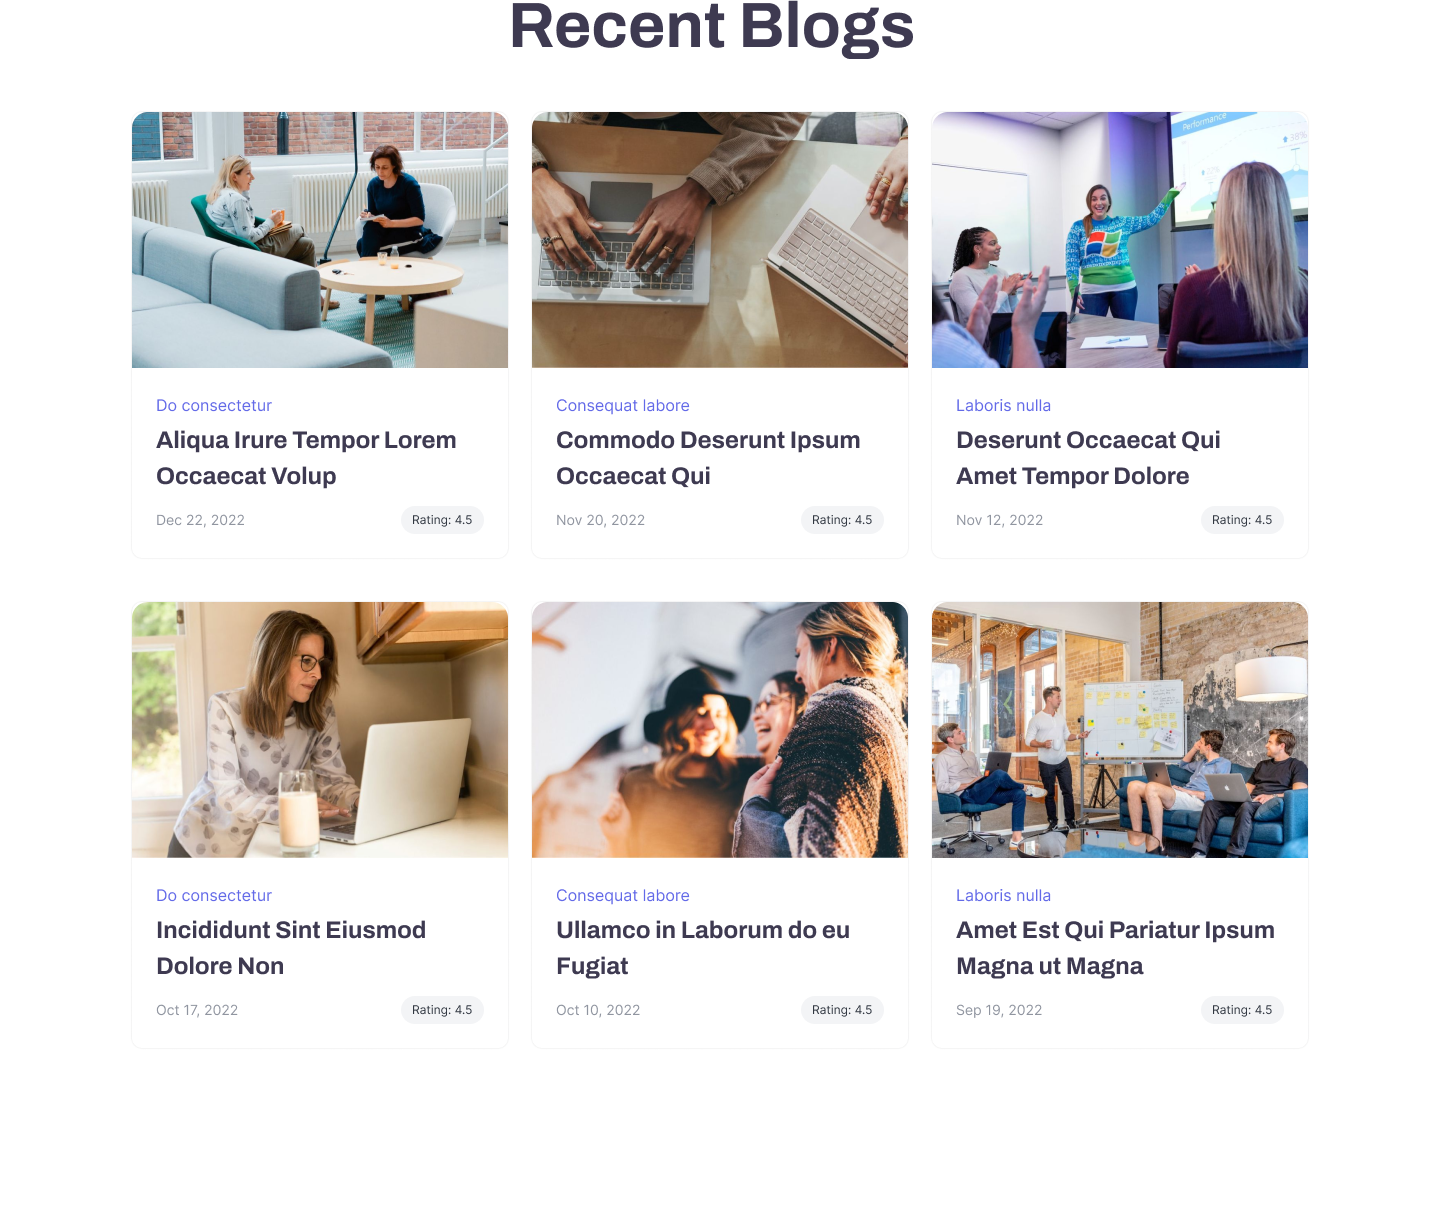 Recent Blogs
Performance
38%
Do consectetur
Aliqua Irure Tempor Lorem
Occaecat Volup
Dec 22, 2022
Rating: 4.5
Consequat labore
Commodo Deserunt Ipsum
Occaecat Qui
Nov 20, 2022
Rating: 4.5
Laboris nulla
Deserunt Occaecat Qui
Amet Tempor Dolore
Nov 12, 2022
Rating: 4.5
Do consectetur
Incididunt Sint Eiusmod
Dolore Non
Oct 17, 2022
Rating: 4.5
Consequat labore
Ullamco in Laborum do eu
Fugiat
Oct 10, 2022
Rating: 4.5
Laboris nulla
Amet Est Qui Pariatur Ipsum
Magna ut Magna
Sep 19, 2022
Rating: 4.5